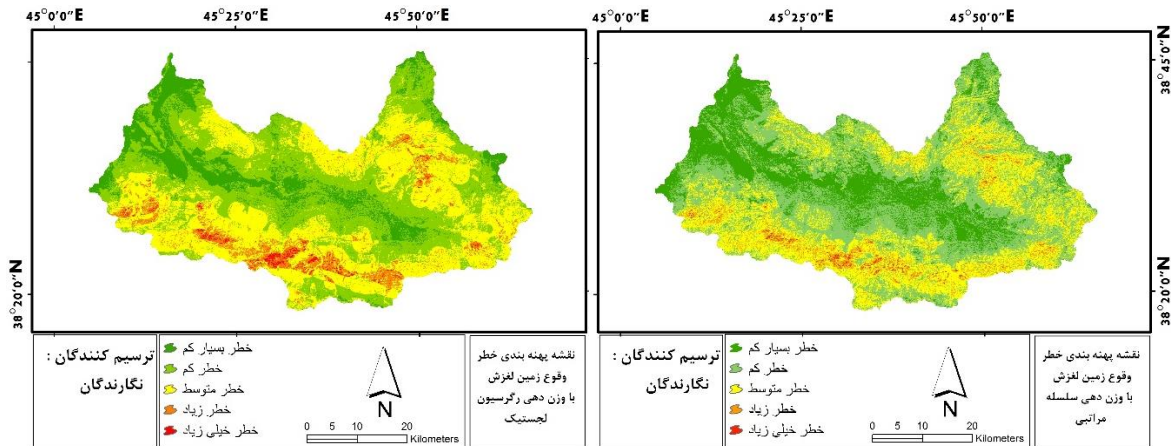 45°0'0"E 45°25'0"E 45°50'0"E
45°0'0"E 45°25'0"E 45°50'0"E
38°45'0"N
38°20'0"N
38°20'0"N
ترسیم کنندگان :
نگارندگان
خطر بسیار کم
خطر کم
خطر متوسط
خطر زیاد
خطر خیلی زیاد
N
0 5 10 20
Kilometers
نقشه پهنه بندی خطر
وقوع زمین لغزش
با وزن دهی رگرسیون
لجستیک
ترسیم کنندگان :
نگارندگان
خطر بسیار کم
خطر کم
خطر متوسط
خطر زیاد
خطر خیلی زیاد
N
0 5 10 20
Kilometers
نقشه پهنه بندی خطر
وقوع زمین لغزش
با وزن دهی سلسله
مراتبی